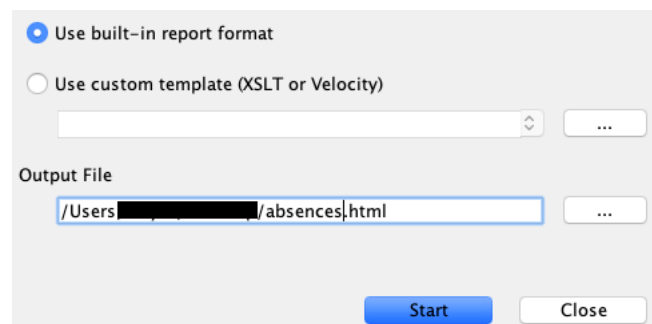 Use built-in report format
Use custom template (XSLT or Velocity)
...
Output File
/Users /absences.html
...
Start Close